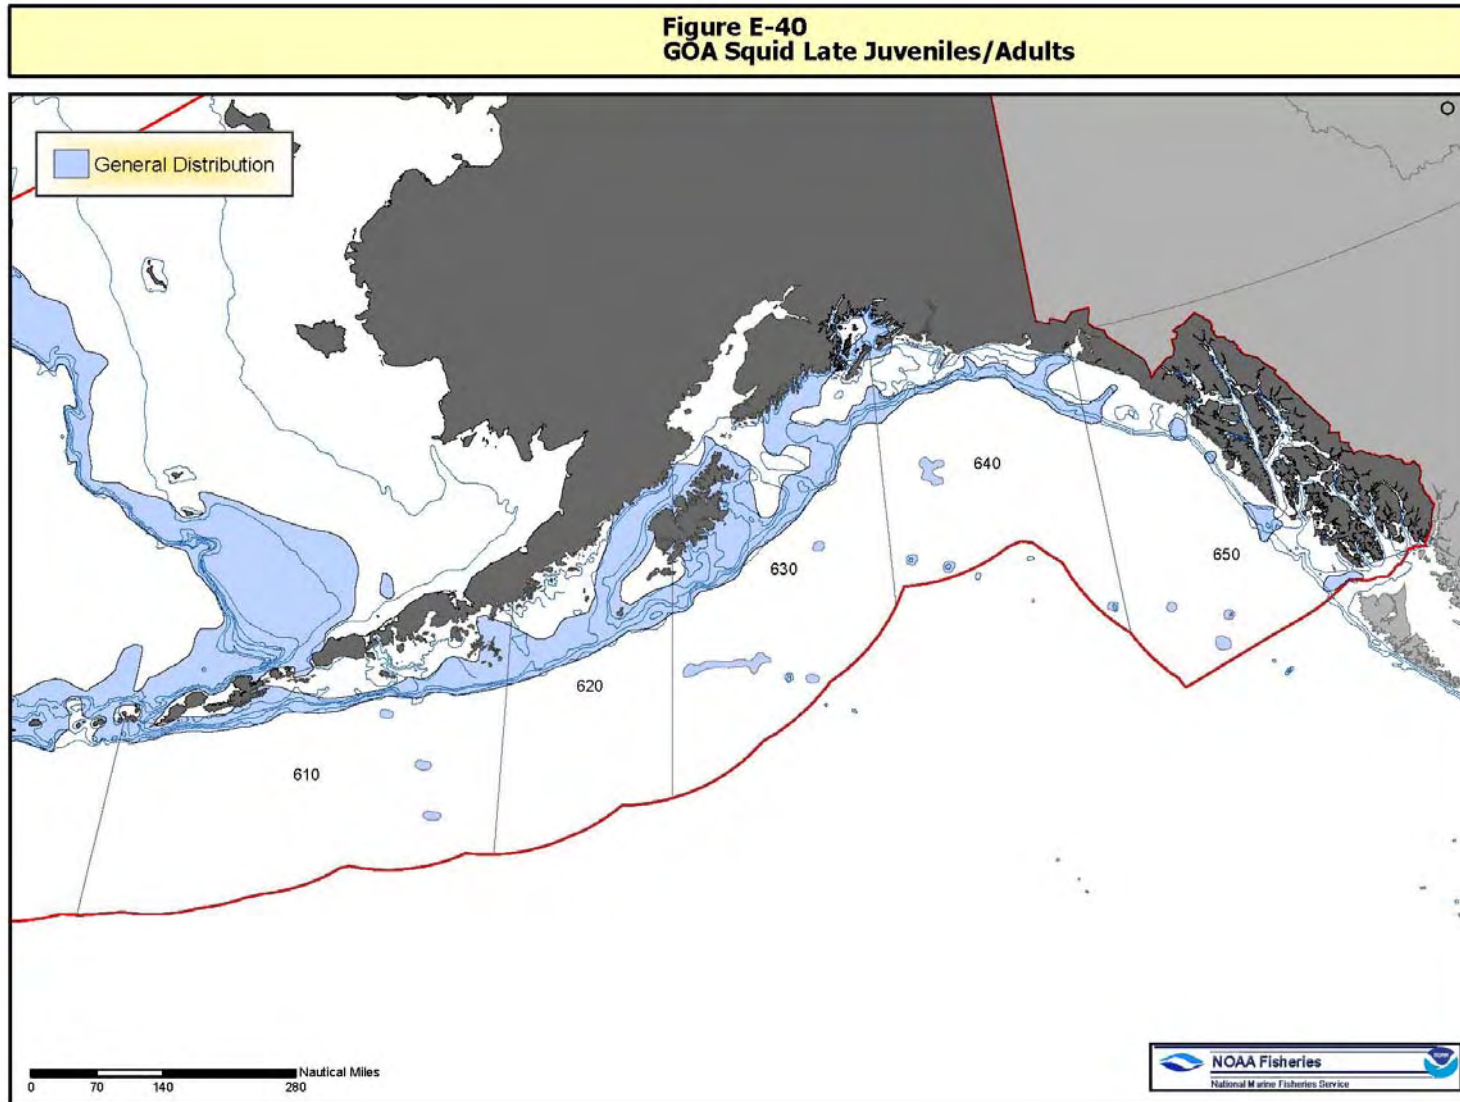 Figure E-40
GOA Squid Late Juveniles/Adults
General Distribution
640
650
630
620
610
Nautical Miles
0 70 140 280
NOAA Fisheries
National Marine Fisheries Service
NOAA